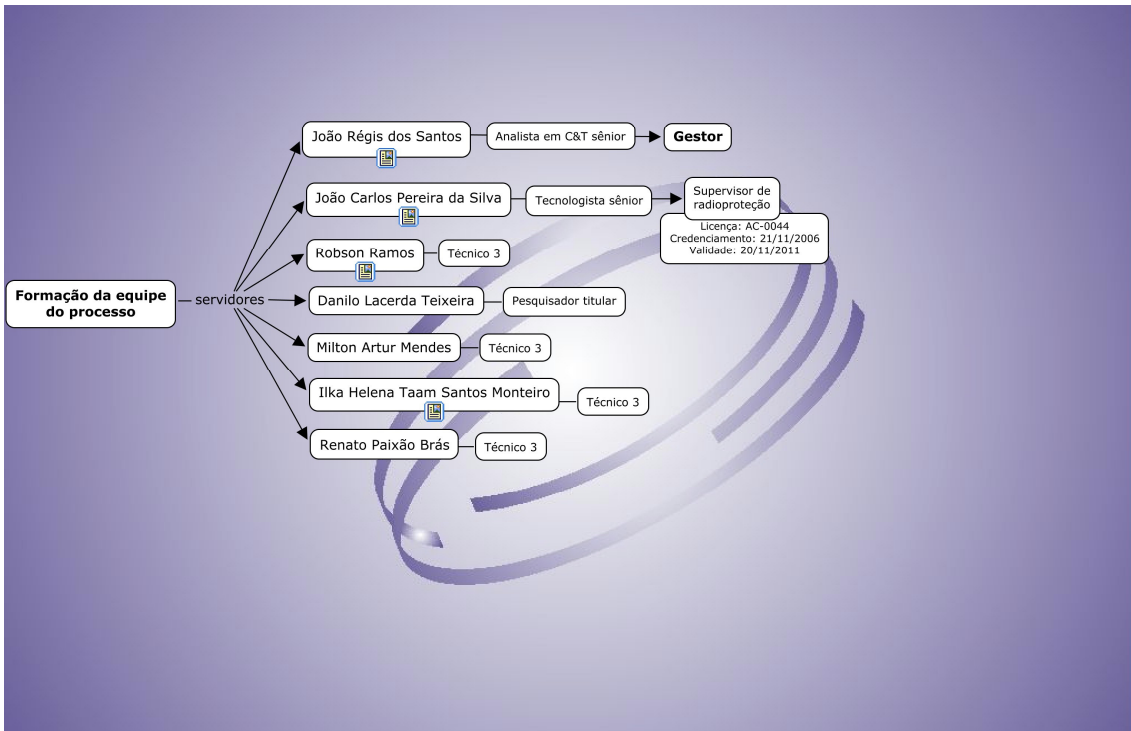 João Régis dos Santos
Analista em C&T sênior
Gestor
João Carlos Pereira da Silva
Tecnologista sênior
Supervisor de
radioproteção
Licença: AC-0044
Credenciamento: 21/11/2006
Validade: 20/11/2011
Robson Ramos
Técnico 3
Formação da equipe
do processo
servidores
Danilo Lacerda Teixeira
Pesquisador titular
Milton Artur Mendes
Técnico 3
Ilka Helena Taam Santos Monteiro
Técnico 3
Renato Paixão Brás
Técnico 3